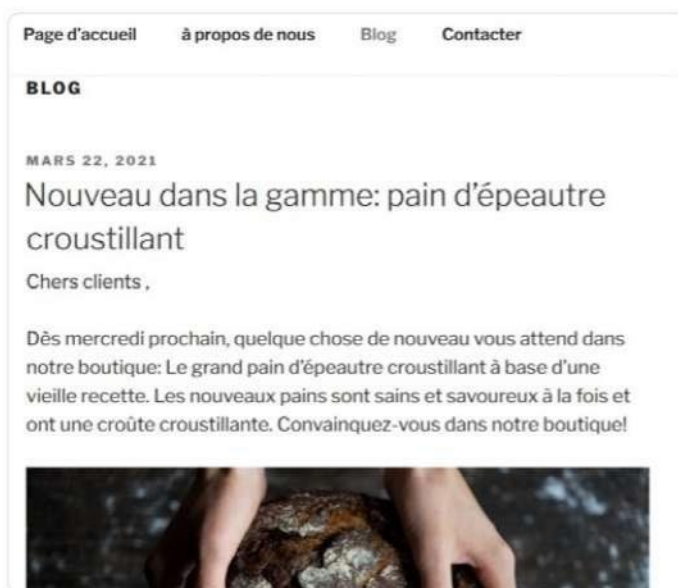 Page d'accueil à propos de nous Blog Contacter
BLOG
MARS 22, 2021
Nouveau dans la gamme: pain d'épeautre
croustillant
Chers clients ,
Dès mercredi prochain, quelque chose de nouveau vous attend dans
notre boutique: Le grand pain d'épeautre croustillant à base d'une
vieille recette. Les nouveaux pains sont sains et savoureux à la fois et
ont une croûte croustillante. Convainquez-vous dans notre boutique!